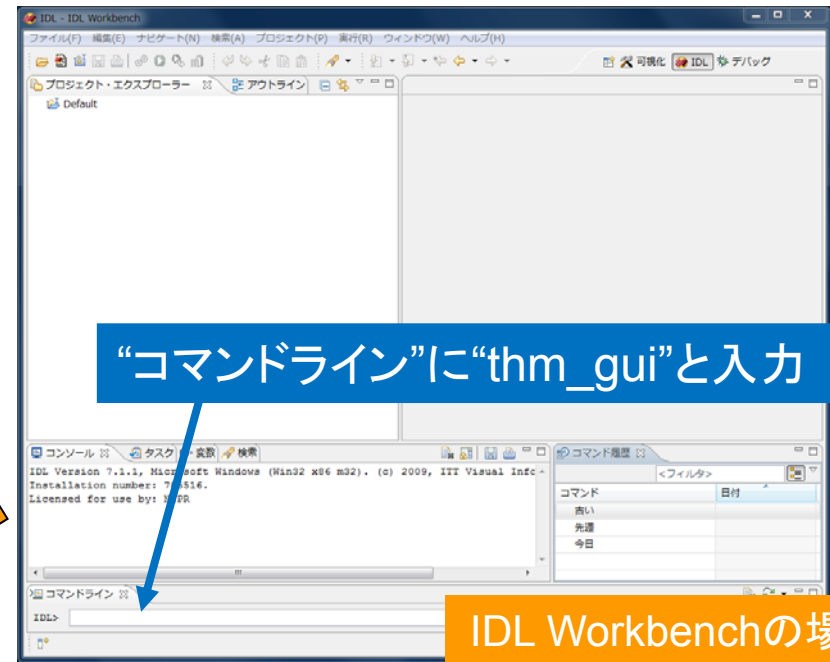 IDL - IDL Workbench
ファイル(F) 編集(E) ナビゲート(N) 検索(A) プロジェクト(P) 実行(R) ウィンドウ(W) ヘルプ(H)
可視化 IDL デバッグ
プロジェクト・エクスプローラー アウトライン
Default
“コマンドライン”に“thm_gui”と入力
コンソール タスク 変数 検索
コマンド履歴
IDL Version 7.1.1, Microsoft Windows (Win32 x86 m32). (c) 2009, ITT Visual Info
<フィルタ>
Installation number:
コマンド 日付
Licensed for use by:
古い
先週
今日
コマンドライン
IDL>
IDL Workbenchの場